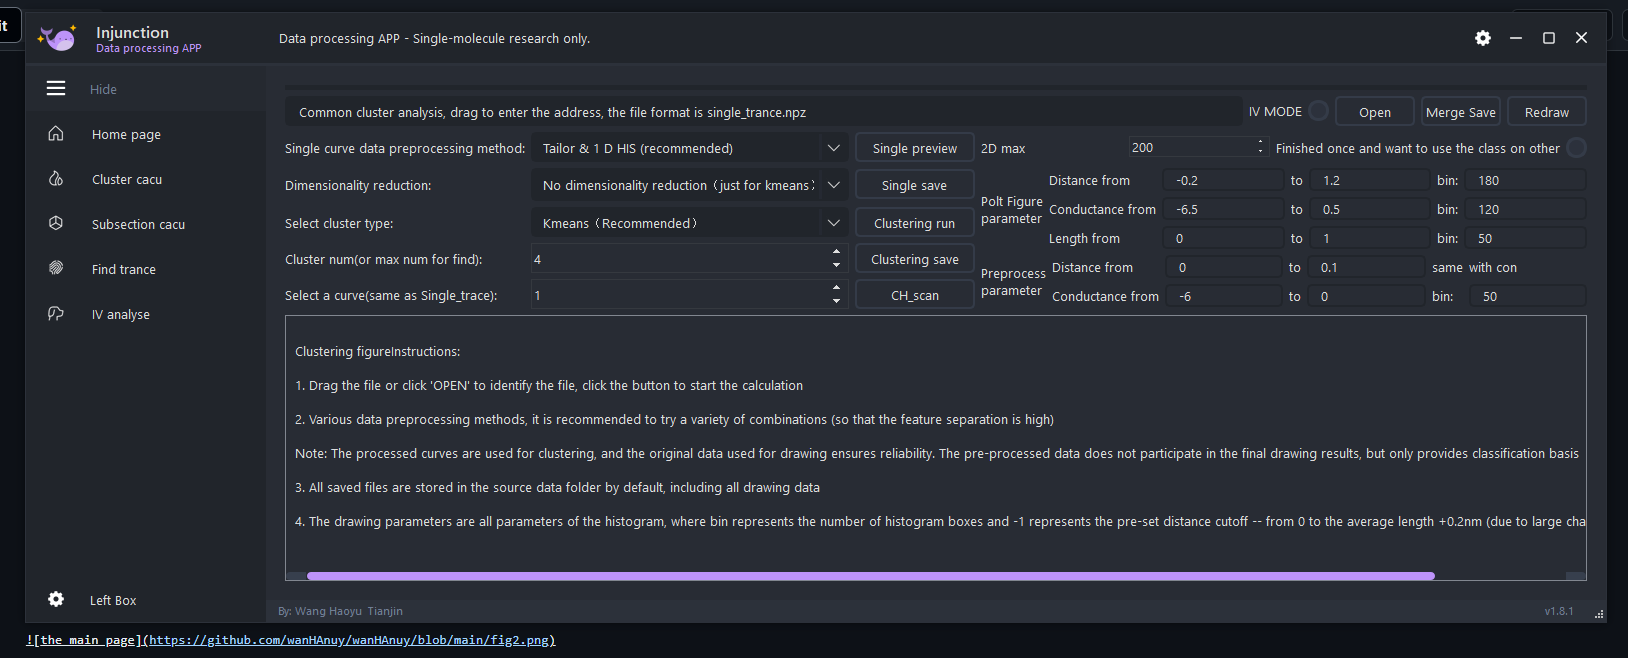 it
Injunction
Data processing APP
Data processing APP - Single-molecule research only.
Hide
Home page
Cluster cacu
Subsection cacu
Find trance
IV analyse
Left Box
Common cluster analysis, drag to enter the address, the file format is single_trance.npz
IV MODE
Open
Merge Save
Redraw
Single curve data preprocessing method:
Tailor & 1 D HIS (recommended)
Single preview
2D max
200
Finished once and want to use the class on other
Dimensionality reduction:
No dimensionality reduction（just for kmeans）
Single save
Select cluster type:
Kmeans（Recommended）
Clustering run
Cluster num(or max num for find):
4
Clustering save
Select a curve(same as Single_trace):
1
CH_scan
Polt Figure
parameter
Distance from -0.2 to 1.2 bin: 180
Conductance from -6.5 to 0.5 bin: 120
Length from 0 to 1 bin: 50
Preprocess
parameter
Distance from 0 to 0.1 same with con
Conductance from -6 to 0 bin: 50
Clustering figureInstructions:
1. Drag the file or click 'OPEN' to identify the file, click the button to start the calculation
2. Various data preprocessing methods, it is recommended to try a variety of combinations (so that the feature separation is high)
Note: The processed curves are used for clustering, and the original data used for drawing ensures reliability. The pre-processed data does not participate in the final drawing results, but only provides classification basis
3. All saved files are stored in the source data folder by default, including all drawing data
4. The drawing parameters are all parameters of the histogram, where bin represents the number of histogram boxes and -1 represents the pre-set distance cutoff -- from 0 to the average length +0.2nm (due to large cha
By: Wang Haoyu Tianjin
v1.8.1
![the main page](https://github.com/wanHAnuy/wanHAnuy/blob/main/fig2.png)